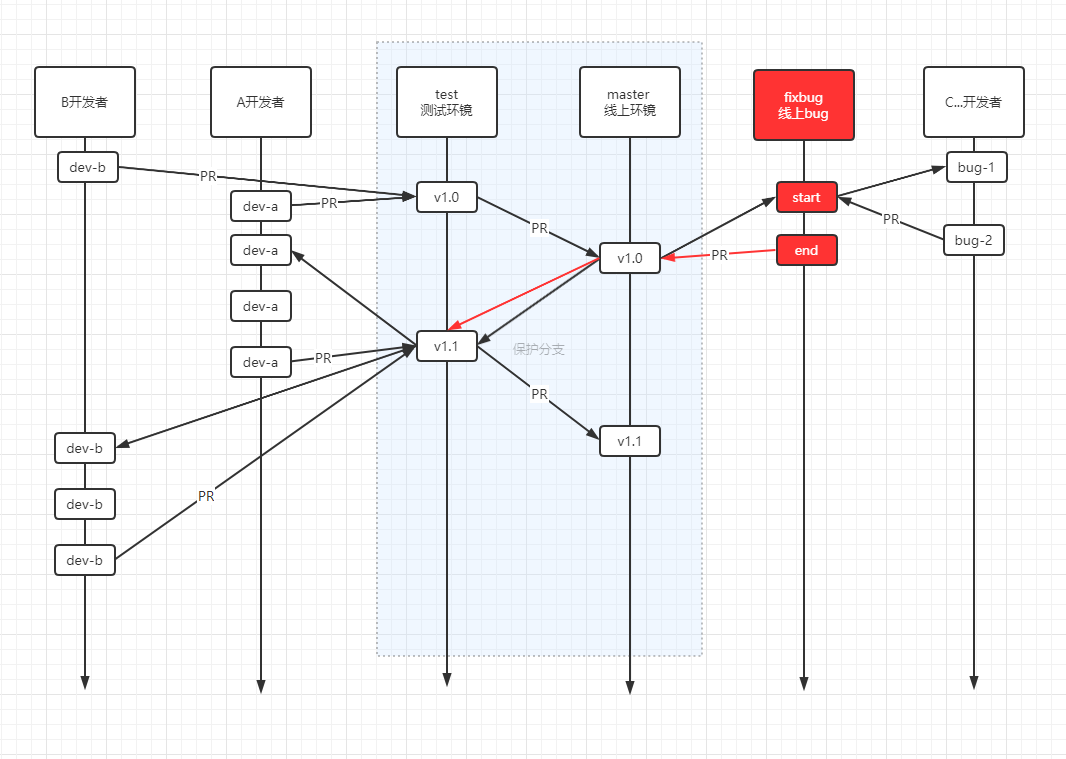 B开发者
A开发者
test
测试环镜
master
线上环镜
fixbug
线上bug
C...开发者
dev-b
PR
dev-a
PR
v1.0
PR
start
bug-1
PR
bug-2
dev-a
v1.0
PR
end
dev-a
v1.1
保护分支
dev-a
PR
PR
v1.1
dev-b
PR
dev-b
dev-b